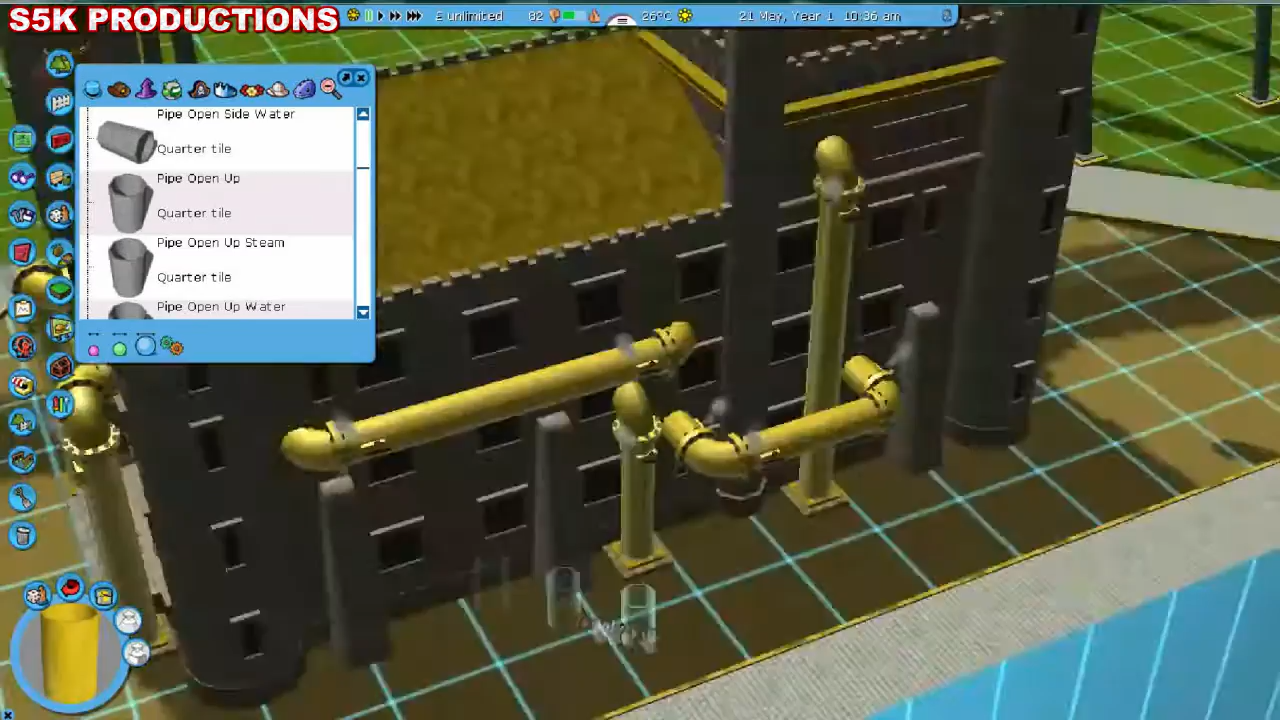 S5K PRODUCTIONS
£ unlimited 82 26°C 21 May, Year 1 10:36 am
Pipe Open Side Water
Quarter tile
Pipe Open Up
Quarter tile
Pipe Open Up Steam
Quarter tile
Pipe Open Up Water